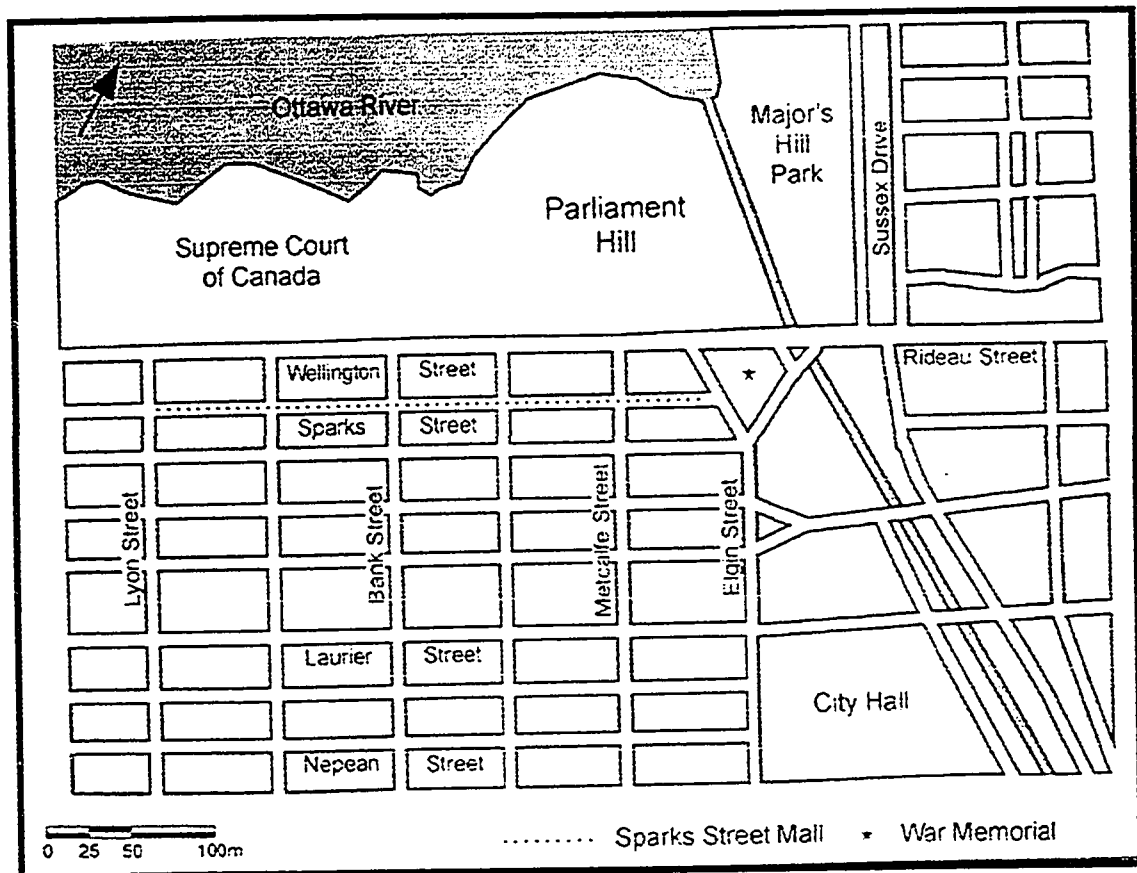 Ottawa River
Major's
Hill
Park
Sussex Drive
Parliament
Hill
Supreme Court
of Canada
Wellington Street
Rideau Street
Sparks Street
Lyon Street
Bank Street
Metcalfe Street
Elgin Street
Laurier Street
City Hall
Nepean Street
0 25 50 100m
Sparks Street Mall
War Memorial